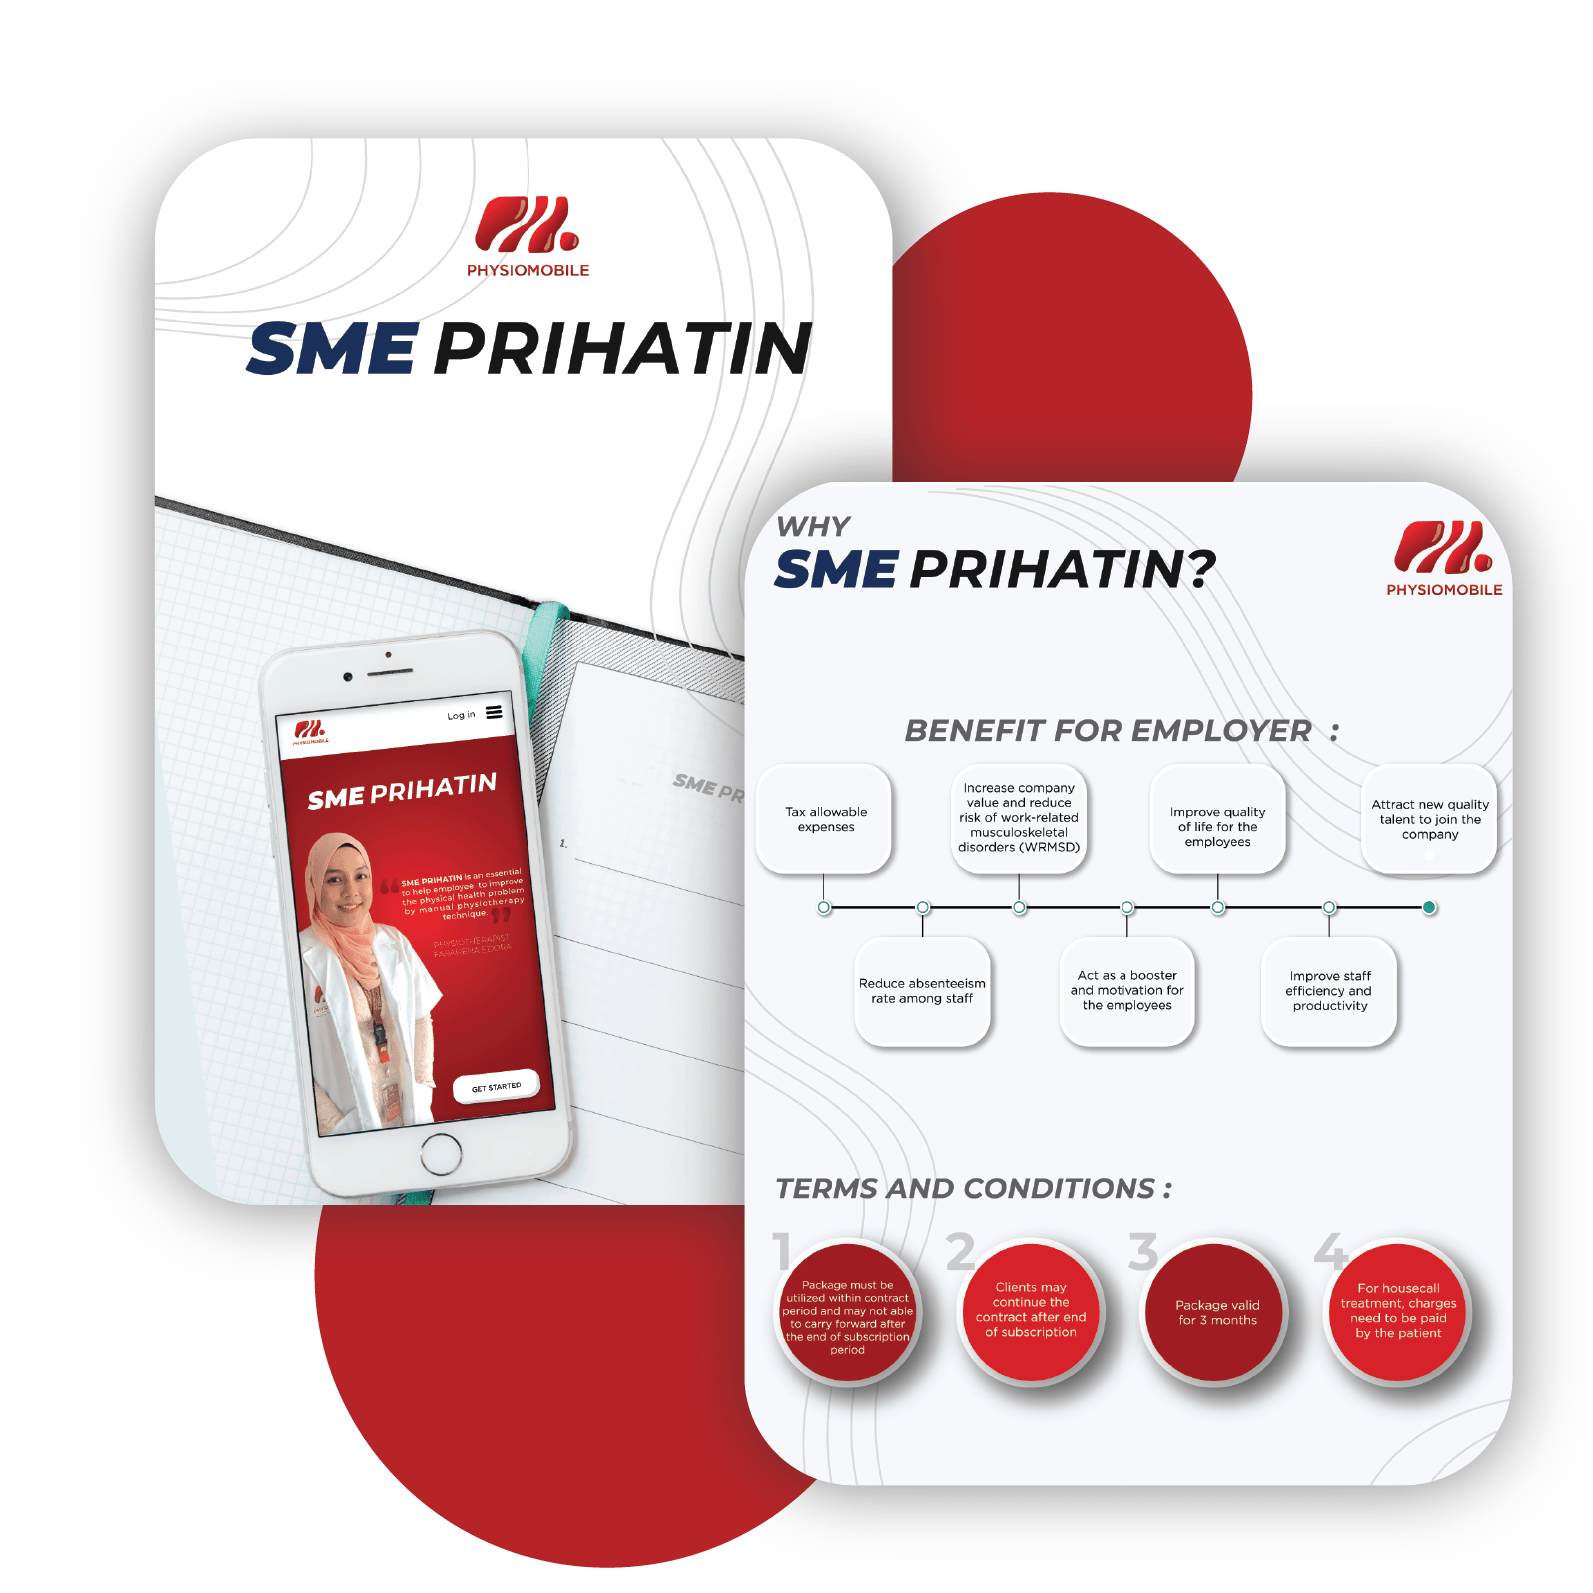 PHYSIOMOBILE
SME PRIHATIN
PHYSIOMOBILE
Log in
SME PRIHATIN
SME PRIHATIN is an essential
to help employee to improve
the physical health problem
by manual physiotherapy
technique.
PHYSIOTHERAPIST
FARAHENA EDORA
GET STARTED
SME PR
1.
WHY
SME PRIHATIN?
PHYSIOMOBILE
BENEFIT FOR EMPLOYER :
Tax allowable
expenses
Increase company
value and reduce
risk of work-related
musculoskeletal
disorders (WRMSD)
Improve quality
of life for the
employees
Attract new quality
talent to join the
company
Reduce absenteeism
rate among staff
Act as a booster
and motivation for
the employees
Improve staff
efficiency and
productivity
TERMS AND CONDITIONS :
1
Package must be
utilized within contract
period and may not able
to carry forward after
the end of subscription
period
2
Clients may
continue the
contract after end
of subscription
3
Package valid
for 3 months
4
For housecall
treatment, charges
need to be paid
by the patient